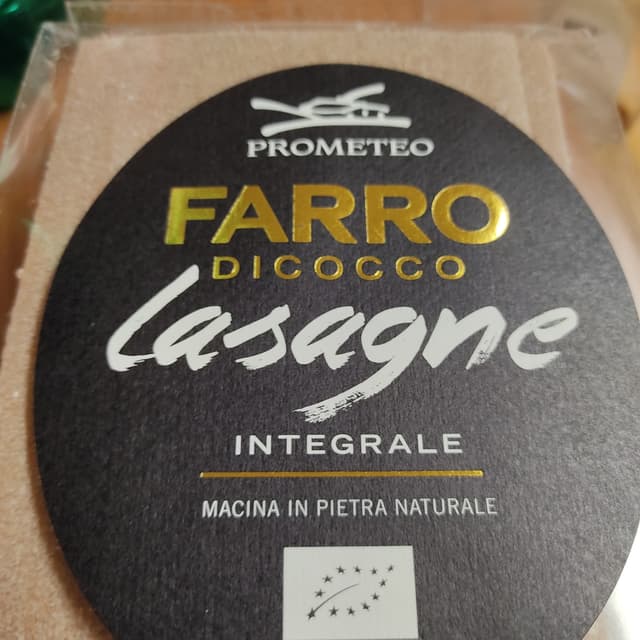 PROMETEO
FARRO
DICOCCO
Lasagne
INTEGRALE
MACINA IN PIETRA NATURALE